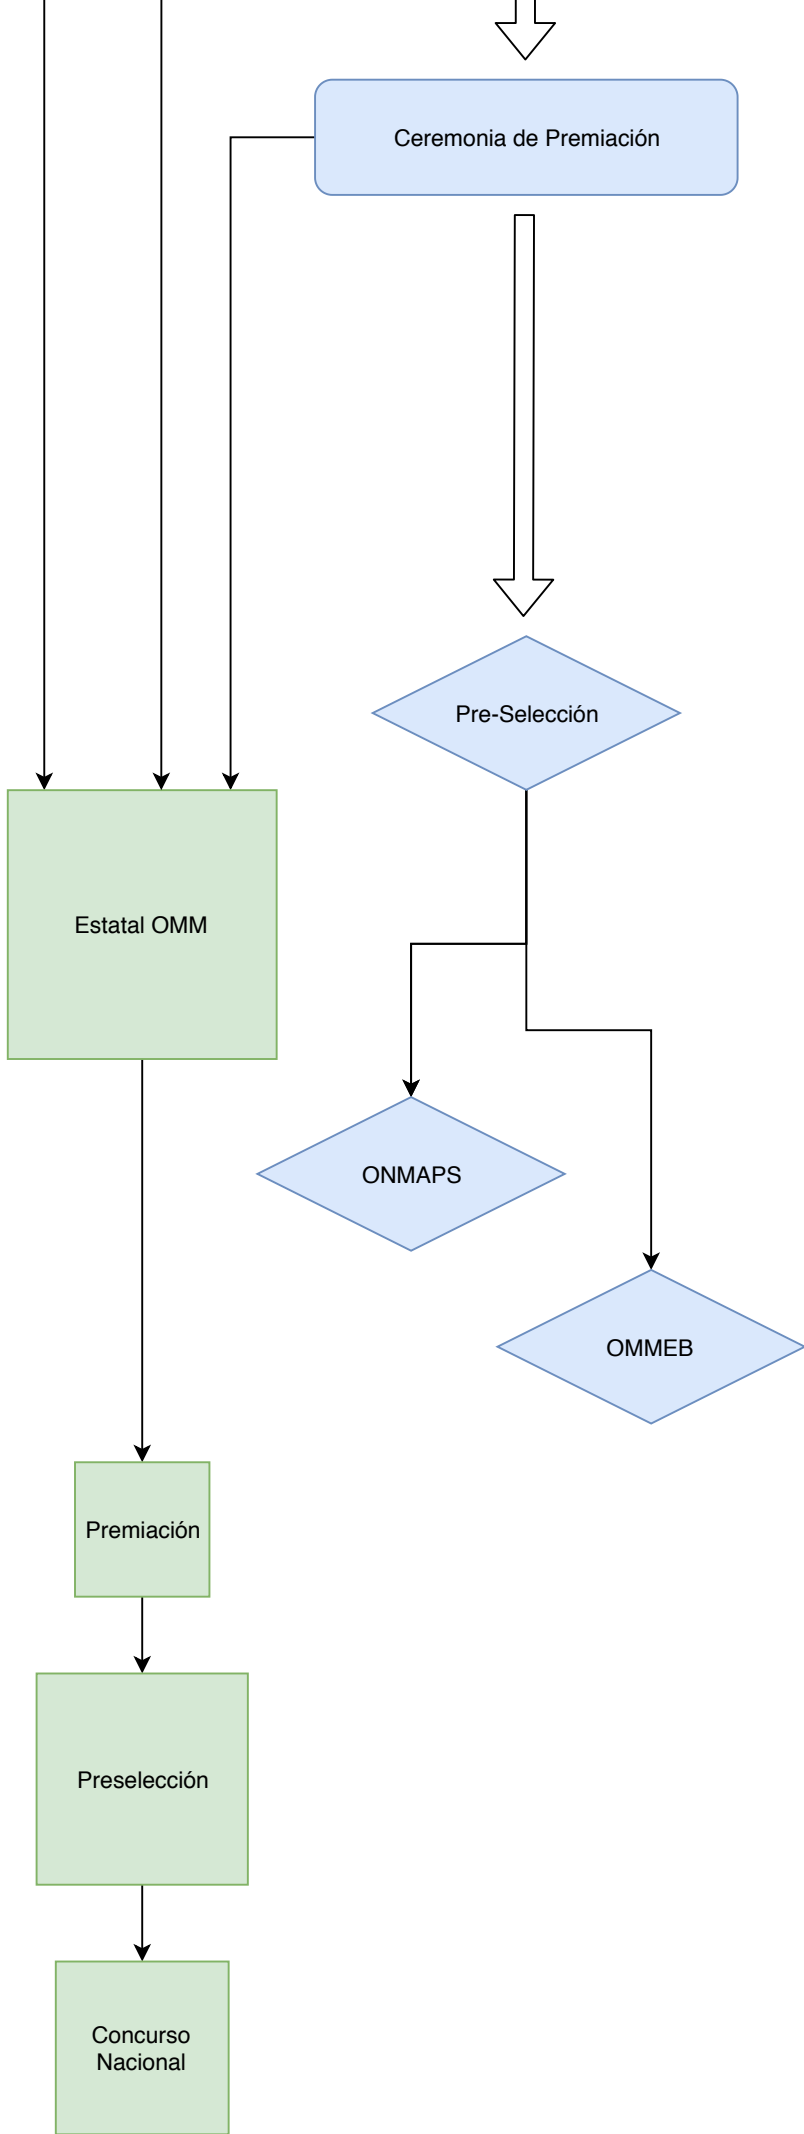 Ceremonia de Premiación
Pre-Selección
Estatal OMM
ONMAPS
OMMEB
Premiación
Preselección
Concurso
Nacional